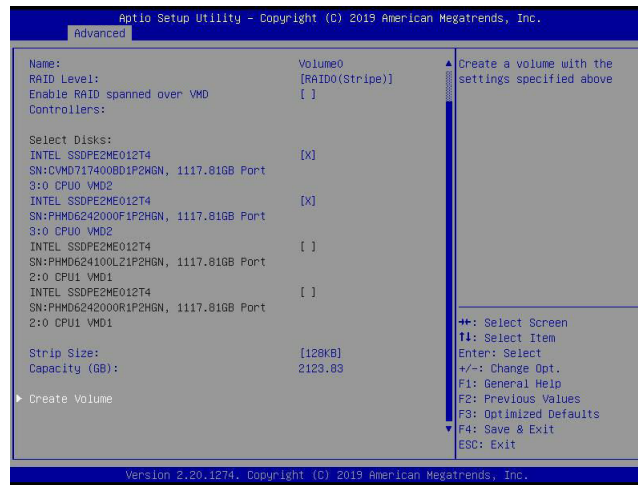 Aptio Setup Utility – Copyright (C) 2019 American Megatrends, Inc.
Advanced
Name: Volume0
RAID Level: [RAID0(Stripe)]
Enable RAID spanned over VMD [ ]
Controllers:
Select Disks:
INTEL SSDPE2ME012T4 [X]
SN:CVMD717400BD1P2WGN, 1117.81GB Port
3:0 CPU0 VMD2
INTEL SSDPE2ME012T4 [X]
SN:PHMD6242000F1P2HGN, 1117.81GB Port
3:0 CPU0 VMD2
INTEL SSDPE2ME012T4 [ ]
SN:PHMD624100LZ1P2HGN, 1117.81GB Port
2:0 CPU1 VMD1
INTEL SSDPE2ME012T4 [ ]
SN:PHMD6242000R1P2HGN, 1117.81GB Port
2:0 CPU1 VMD1
Strip Size: [128KB]
Capacity (GB): 2123.83
Create Volume
Create a volume with the
settings specified above
→←: Select Screen
↑↓: Select Item
Enter: Select
+/-: Change Opt.
F1: General Help
F2: Previous Values
F3: Optimized Defaults
F4: Save & Exit
ESC: Exit
Version 2.20.1274. Copyright (C) 2019 American Megatrends, Inc.